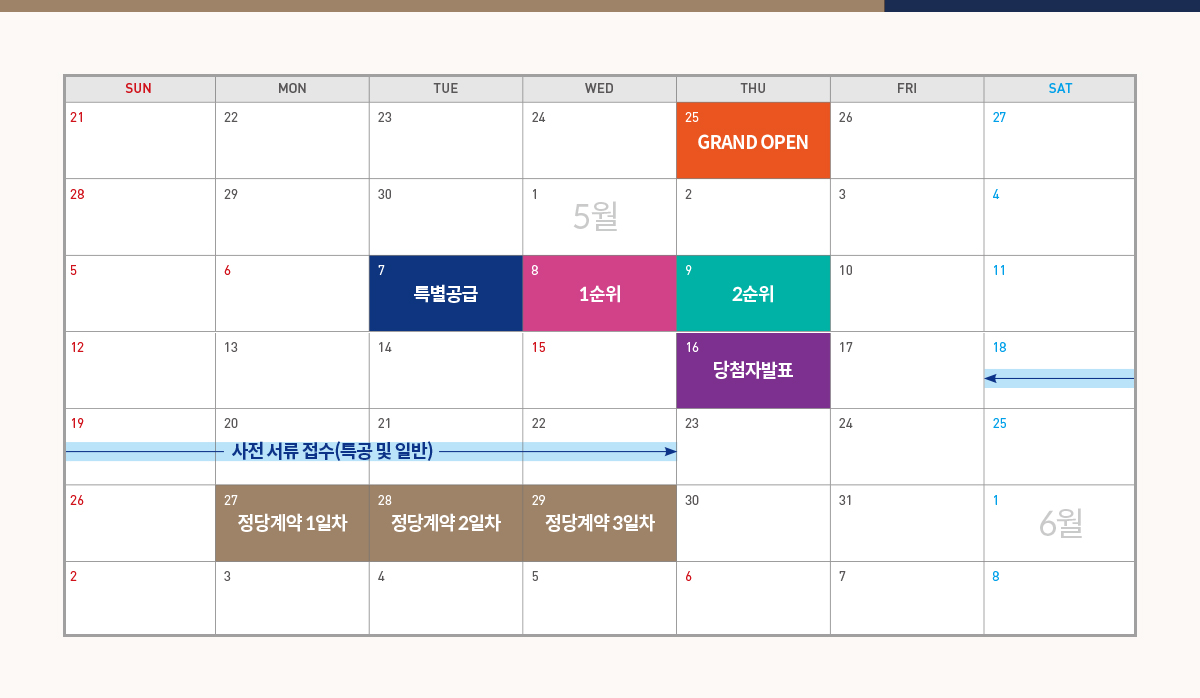 SUN MON TUE WED THU FRI SAT
21 22 23 24 25 26 27
GRAND OPEN
28 29 30 1 2 3 4
5월
5 6 7 8 9 10 11
특별공급 1순위 2순위
12 13 14 15 16 17 18
당첨자발표
19 20 21 22 23 24 25
사전 서류 접수(특공 및 일반)
26 27 28 29 30 31 1
정당계약 1일차 정당계약 2일차 정당계약 3일차 6월
2 3 4 5 6 7 8